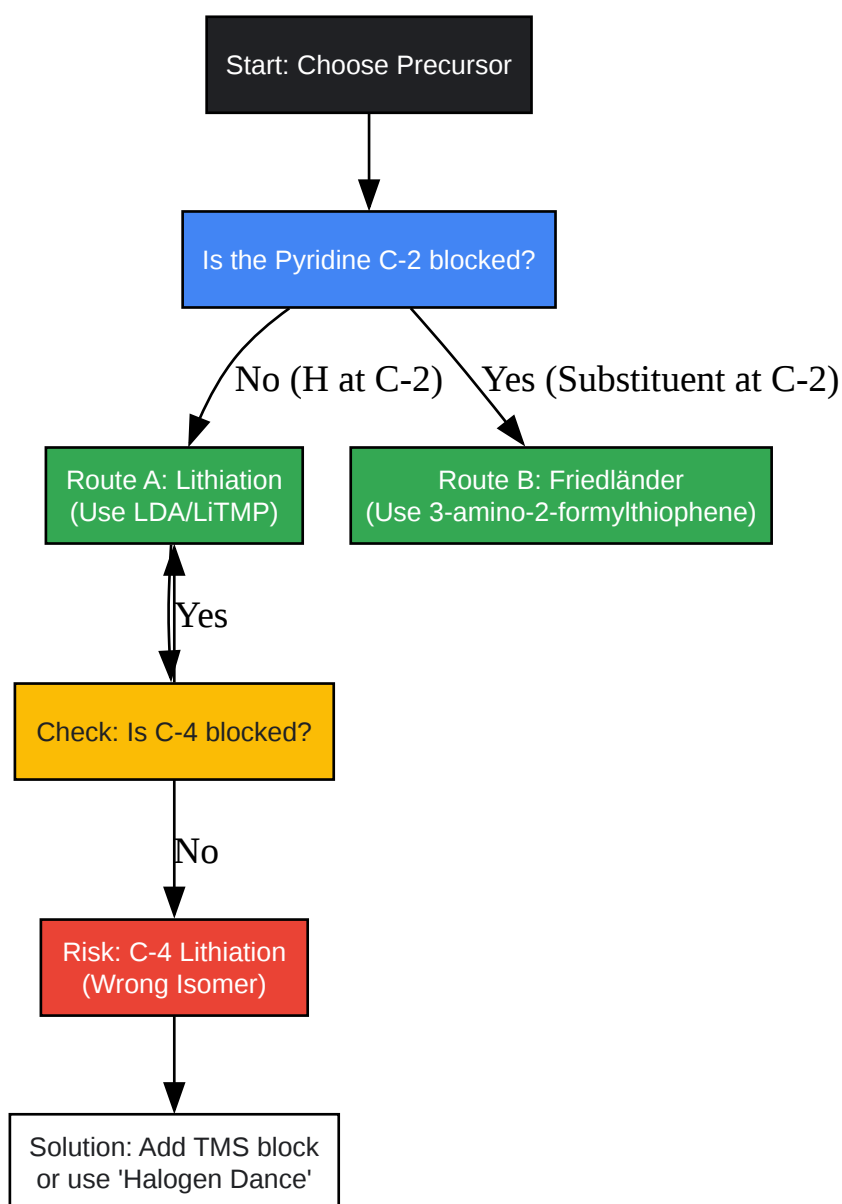 Start: Choose Precursor
Is the Pyridine C-2 blocked?
No (H at C-2)
Yes (Substituent at C-2)
Route A: Lithiation
(Use LDA/LiTMP)
Route B: Friedländer
(Use 3-amino-2-formylthiophene)
Yes
Check: Is C-4 blocked?
No
Risk: C-4 Lithiation
(Wrong Isomer)
Solution: Add TMS block
or use 'Halogen Dance'